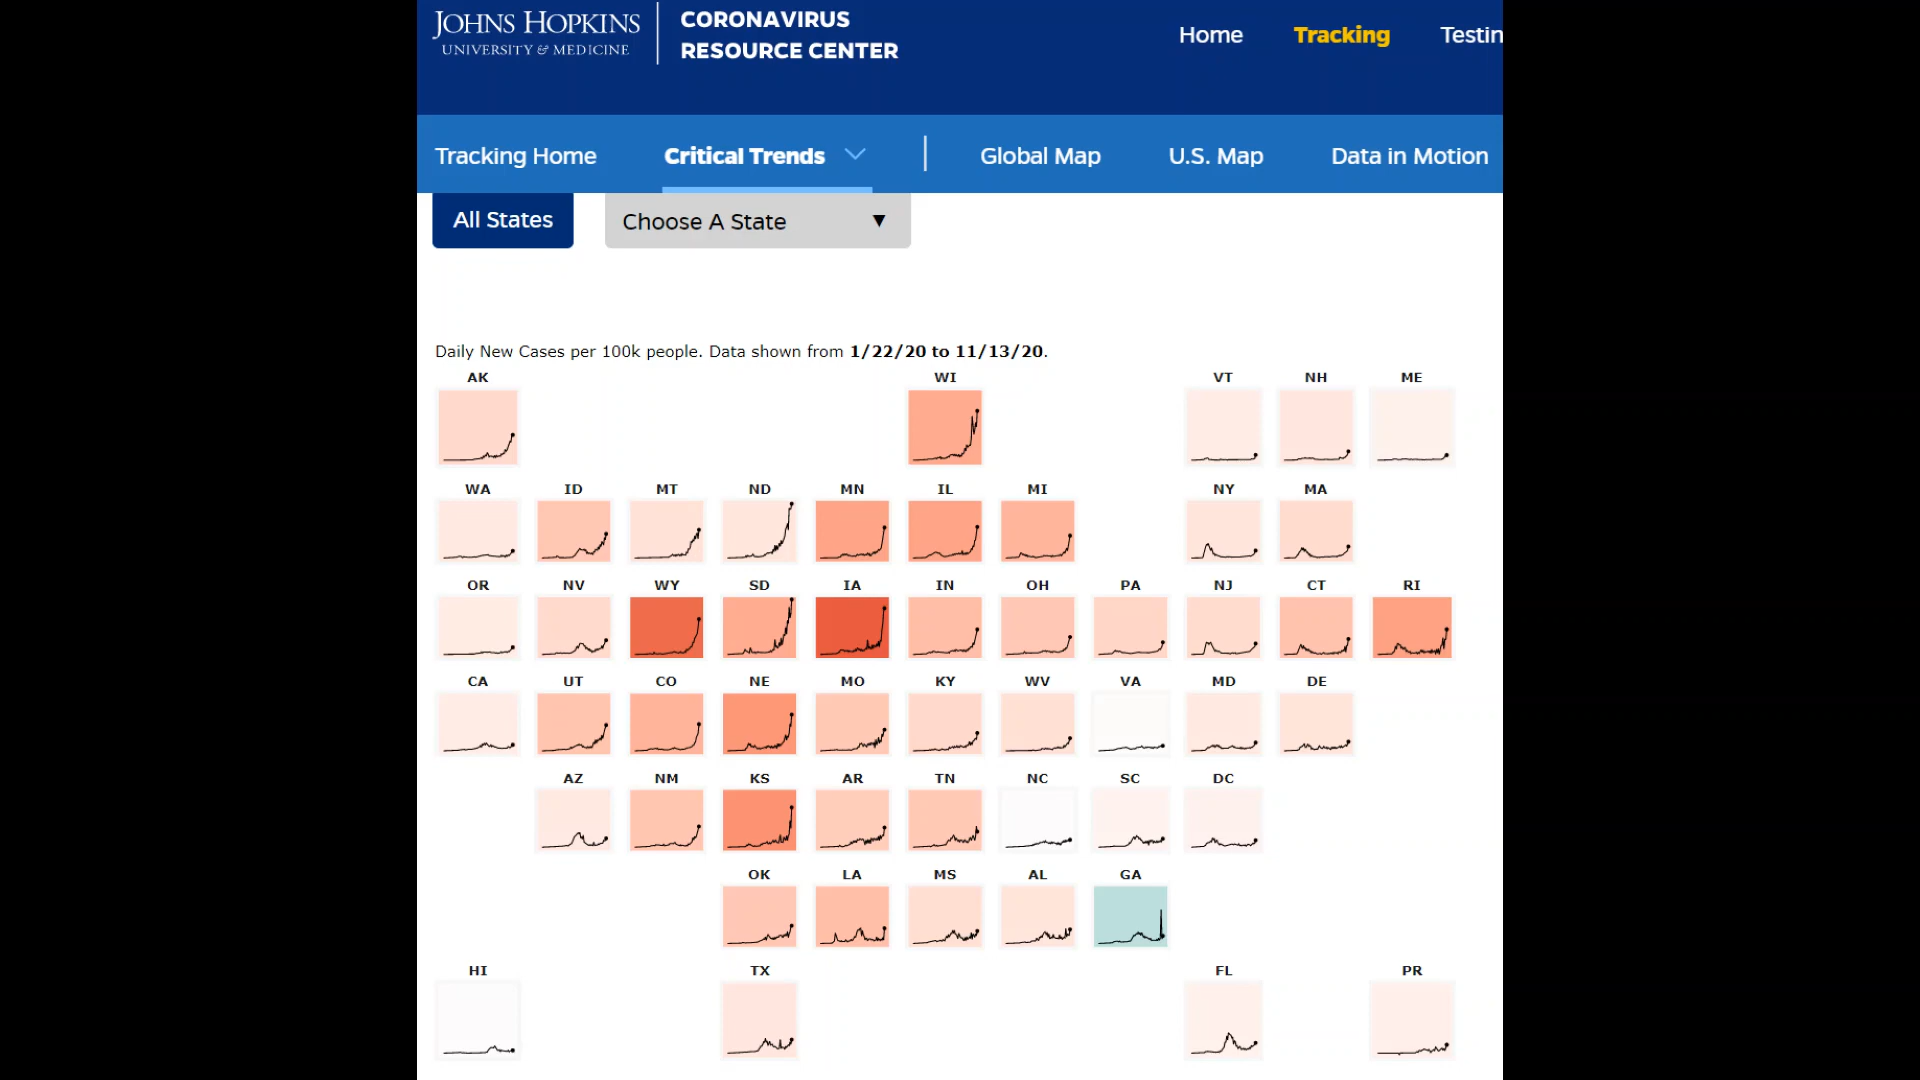 JOHNS HOPKINS
UNIVERSITY & MEDICINE
CORONAVIRUS
RESOURCE CENTER
Home Tracking Testin
Tracking Home Critical Trends Global Map U.S. Map Data in Motion
All States Choose A State
Daily New Cases per 100k people. Data shown from 1/22/20 to 11/13/20.
AK WI VT NH ME
WA ID MT ND MN IL MI NY MA
OR NV WY SD IA IN OH PA NJ CT RI
CA UT CO NE MO KY WV VA MD DE
AZ NM KS AR TN NC SC DC
OK LA MS AL GA
HI TX FL PR